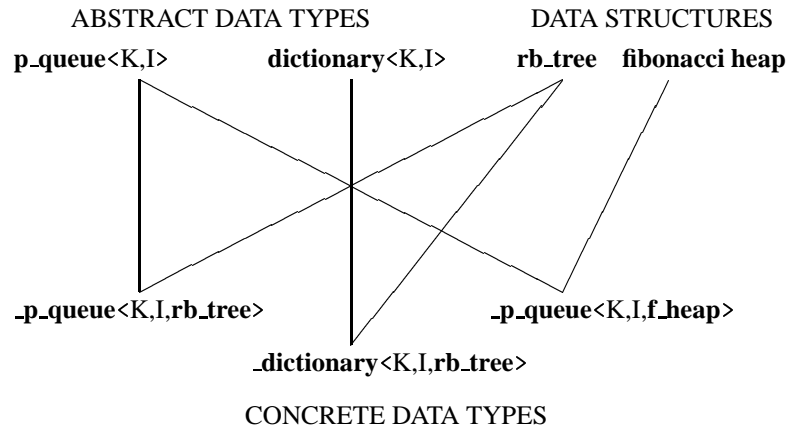 ABSTRACT DATA TYPES DATA STRUCTURES
p_queue<K,I> dictionary<K,I> rb_tree fibonacci heap
_p_queue<K,I,rb_tree> _p_queue<K,I,f_heap>
_dictionary<K,I,rb_tree>
CONCRETE DATA TYPES